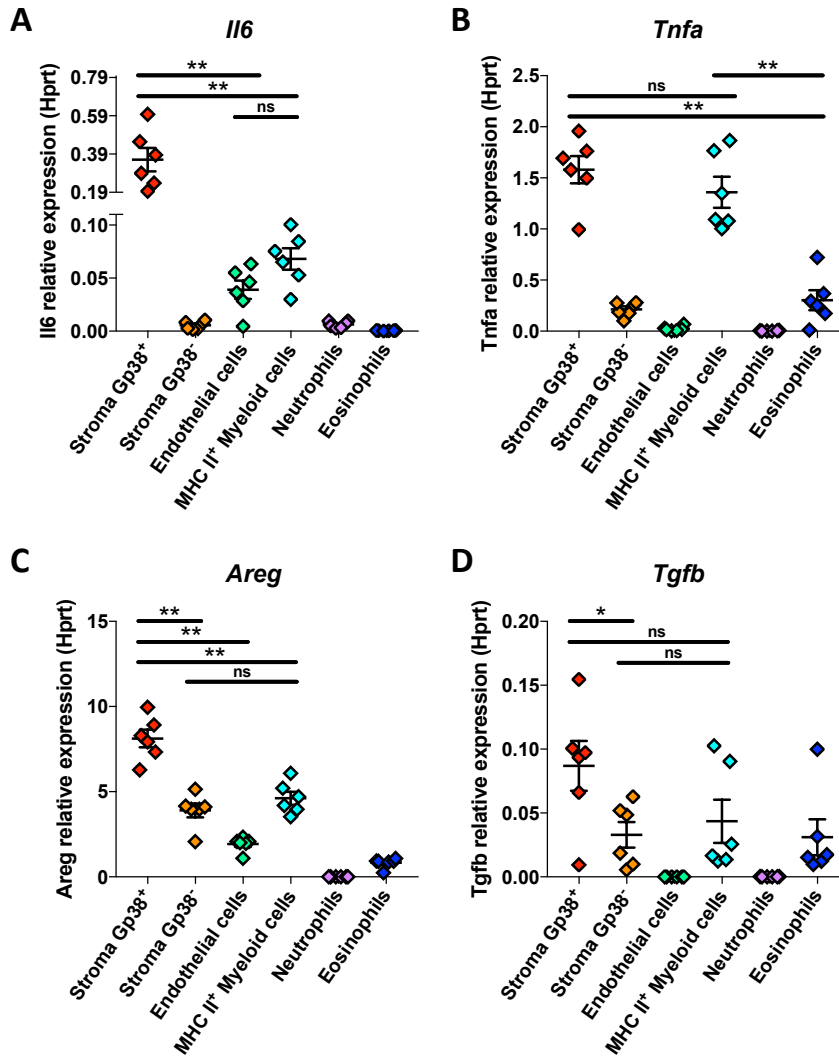 A
Il6
Il6 relative expression (Hprt)
0.79
0.59
0.39
0.19
0.10
0.05
0.00
**
**
ns
Stroma Gp38⁺
Stroma Gp38⁻
Endothelial cells
MHC II⁺ Myeloid cells
Neutrophils
Eosinophils
B
Tnfa
Tnfa relative expression (Hprt)
2.5
2.0
1.5
1.0
0.5
0.0
**
ns
**
Stroma Gp38⁺
Stroma Gp38⁻
Endothelial cells
MHC II⁺ Myeloid cells
Neutrophils
Eosinophils
C
Areg
Areg relative expression (Hprt)
15
10
5
0
**
**
**
ns
Stroma Gp38⁺
Stroma Gp38⁻
Endothelial cells
MHC II⁺ Myeloid cells
Neutrophils
Eosinophils
D
Tgfb
Tgfb relative expression (Hprt)
0.20
0.15
0.10
0.05
0.00
*
ns
ns
Stroma Gp38⁺
Stroma Gp38⁻
Endothelial cells
MHC II⁺ Myeloid cells
Neutrophils
Eosinophils